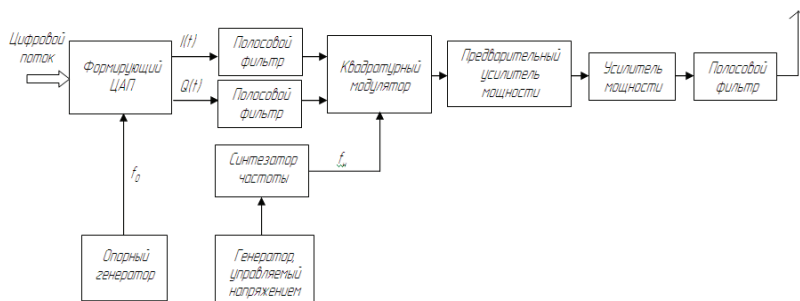 Цифровой
поток
Формирующий
ЦАП
I(t)
Q(t)
Полосовой
фильтр
Полосовой
фильтр
Квадратурный
модулятор
Предварительный
усилитель
мощности
Усилитель
мощности
Полосовой
фильтр
Синтезатор
частоты
fн
f0
Опорный
генератор
Генератор,
управляемый
напряжением